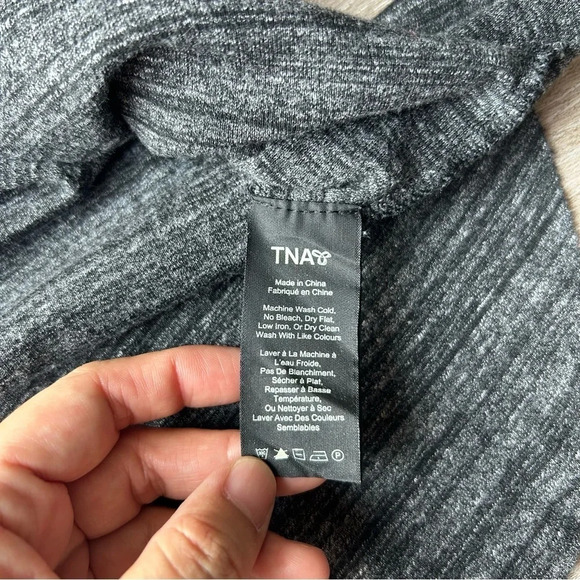 TNA
Made in China
Fabriqué en Chine
Machine Wash Cold,
No Bleach, Dry Flat,
Low Iron, Or Dry Clean
Wash With Like Colours
Laver à La Machine à
L'eau Froide,
Pas De Blanchiment,
Sécher à Plat,
Repasser à Basse
Température,
Ou Nettoyer à Sec
Laver Avec Des Couleurs
Semblables
P